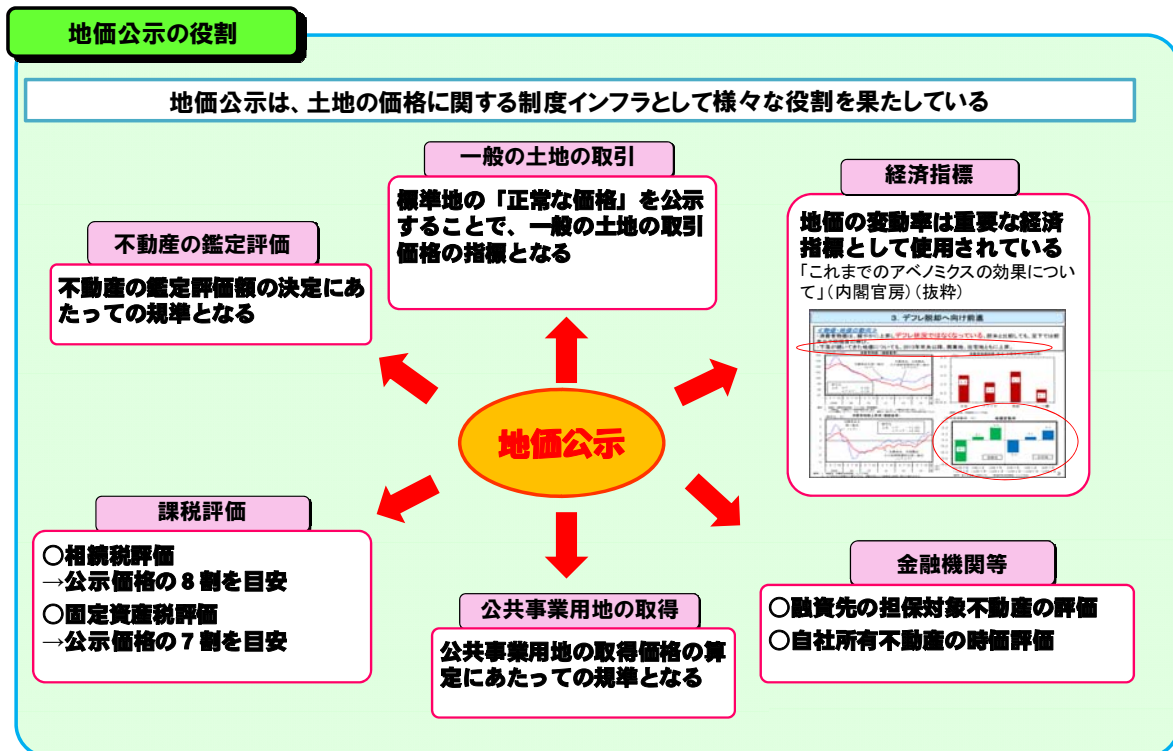 地価公示の役割
地価公示は、土地の価格に関する制度インフラとして様々な役割を果たしている
一般の土地の取引
標準地の「正常な価格」を公示
することで、一般の土地の取引
価格の指標となる
経済指標
地価の変動率は重要な経済
指標として使用されている
「これまでのアベノミクスの効果につい
て」(内閣官房)(抜粋)
3. デフレ脱却へ向け前進
不動産の鑑定評価
不動産の鑑定評価額の決定にあ
たっての規準となる
地価公示
課税評価
○相続税評価
→公示価格の8割を目安
○固定資産税評価
→公示価格の7割を目安
公共事業用地の取得
公共事業用地の取得価格の算
定にあたっての規準となる
金融機関等
○融資先の担保対象不動産の評価
○自社所有不動産の時価評価